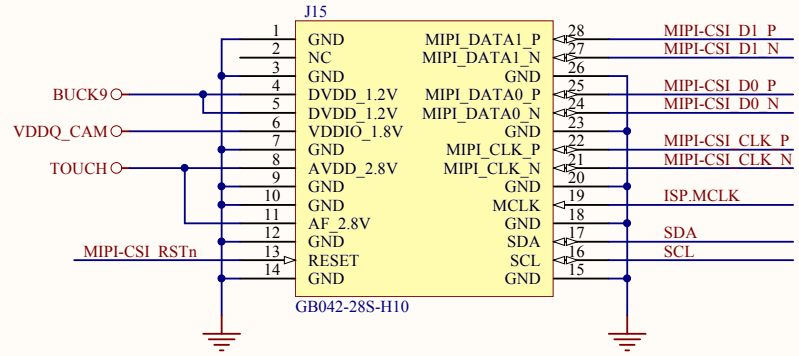 J15
1 GND MIPI_DATA1_P 28 MIPI-CSI_D1_P
2 NC MIPI_DATA1_N 27 MIPI-CSI_D1_N
3 GND GND 26
BUCK9 4 DVDD_1.2V MIPI_DATA0_P 25 MIPI-CSI_D0_P
5 DVDD_1.2V MIPI_DATA0_N 24 MIPI-CSI_D0_N
VDDQ_CAM 6 VDDIO_1.8V GND 23
7 GND MIPI_CLK_P 22 MIPI-CSI_CLK_P
TOUCH 8 AVDD_2.8V MIPI_CLK_N 21 MIPI-CSI_CLK_N
9 GND GND 20
10 GND MCLK 19 ISP.MCLK
11 AF_2.8V GND 18
12 GND SDA 17 SDA
MIPI-CSI_RSTn 13 RESET SCL 16 SCL
14 GND GND 15
GB042-28S-H10